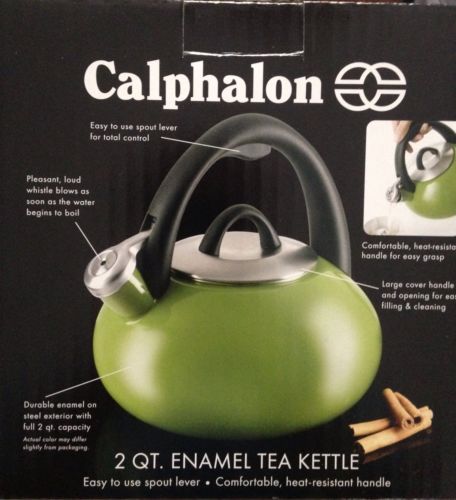 Calphalon
Easy to use spout lever
for total control
Pleasant, loud
whistle blows as
soon as the water
begins to boil
Comfortable, heat-resista
handle for easy grasp
Large cover handle
and opening for eas
filling & cleaning
Durable enamel on
steel exterior with
full 2 qt. capacity
Actual color may differ
slightly from packaging.
2 QT. ENAMEL TEA KETTLE
Easy to use spout lever • Comfortable, heat-resistant handle